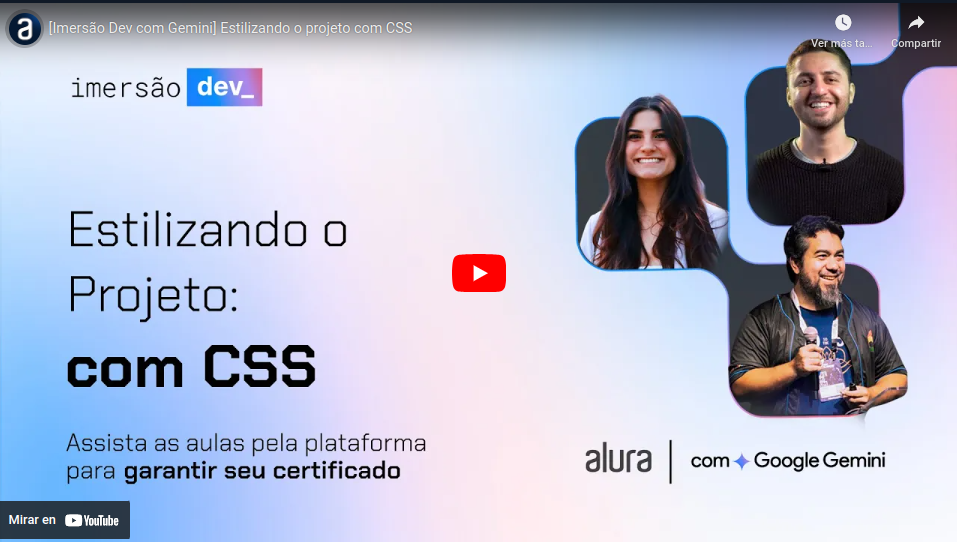 [Imersão Dev com Gemini] Estilizando o projeto com CSS
Ver más ta...
Compartir
imersão dev_
Estilizando o
Projeto:
com CSS
Assista as aulas pela plataforma
para garantir seu certificado
alura | com Google Gemini
Mirar en YouTube